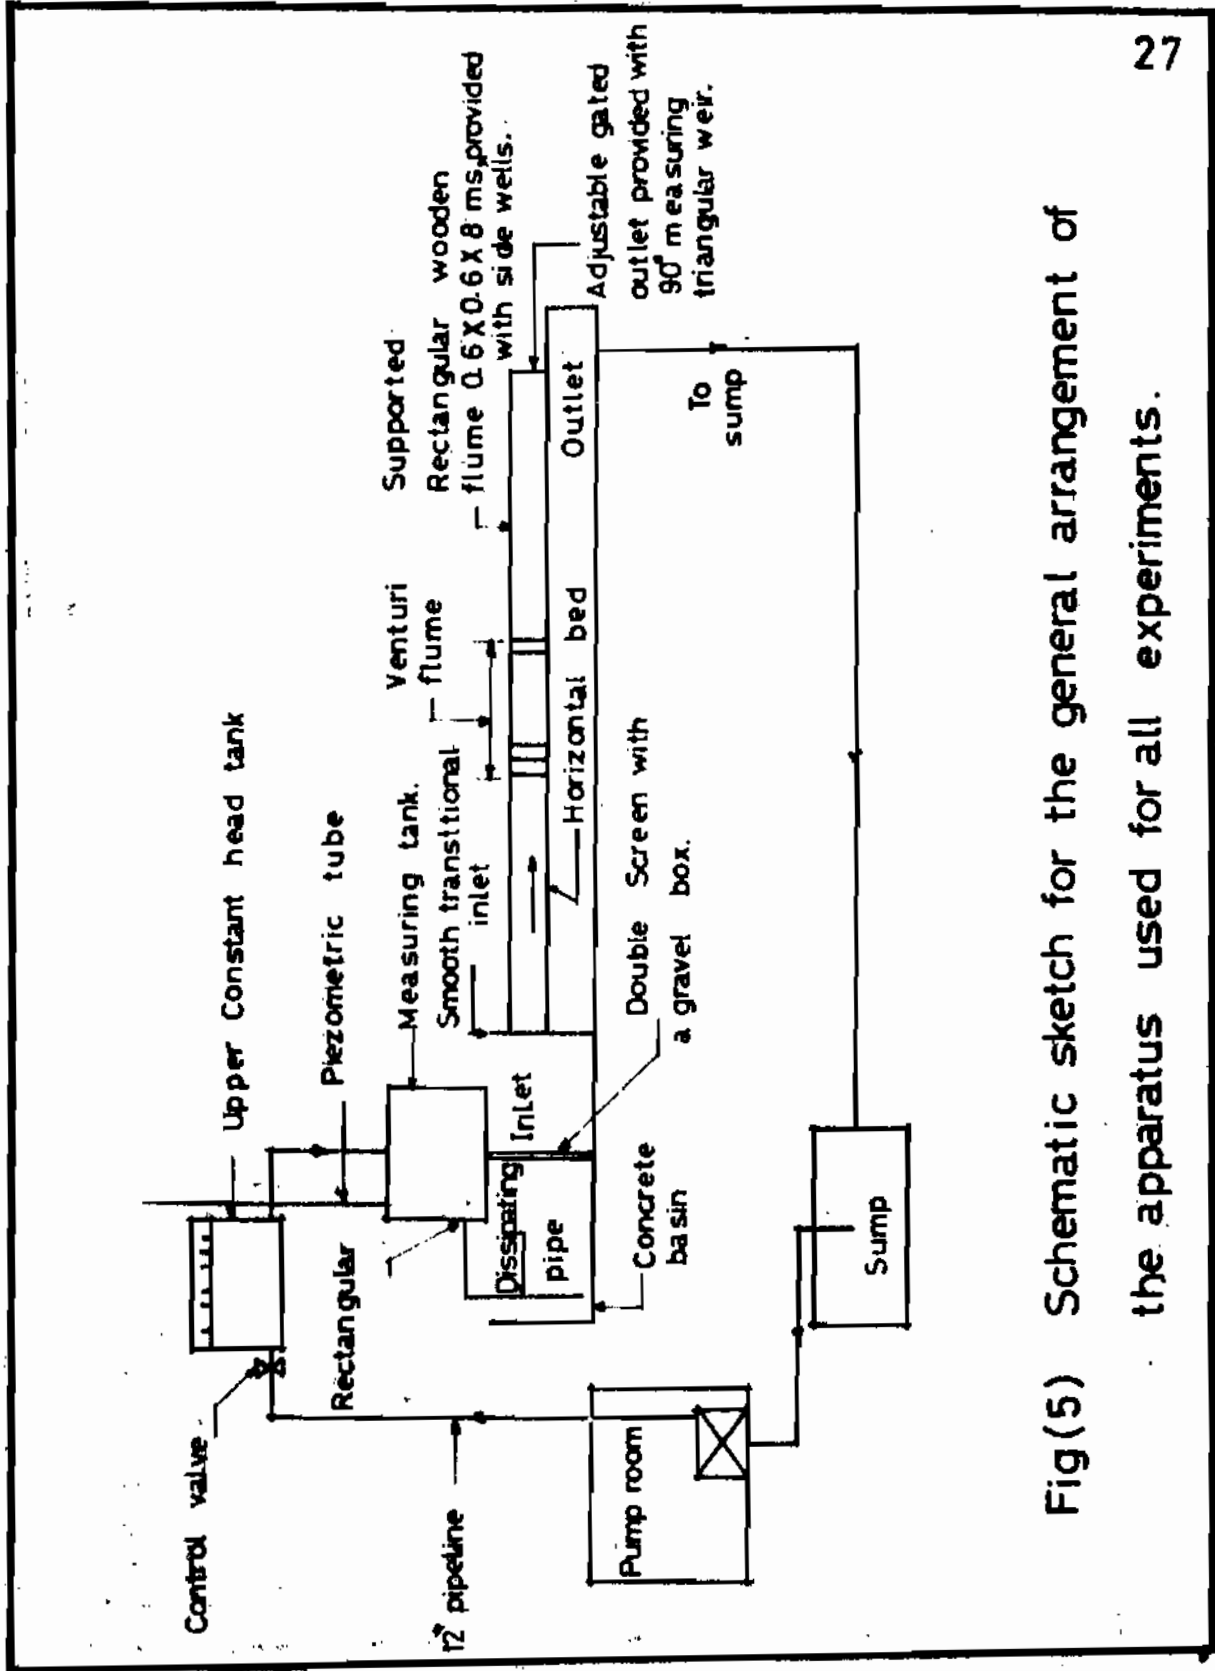 27
Upper Constant head tank
Piezometric tube
Measuring tank.
Smooth transttional
inlet
Venturi
flume
Supported
Rectangular wooden
flume 0.6 X 0.6 X 8 ms,provided
with side wells.
Adjustable gated
outlet provided with
90° measuring
triangular weir.
Control valve
Rectangular
12" pipeline
Dissipating
pipe
Inlet
Horizontal bed
Outlet
Double Screen with
a gravel box.
Concrete
basin
To
sump
Pump room
Sump
Fig(5) Schematic sketch for the general arrangement of
the apparatus used for all experiments.